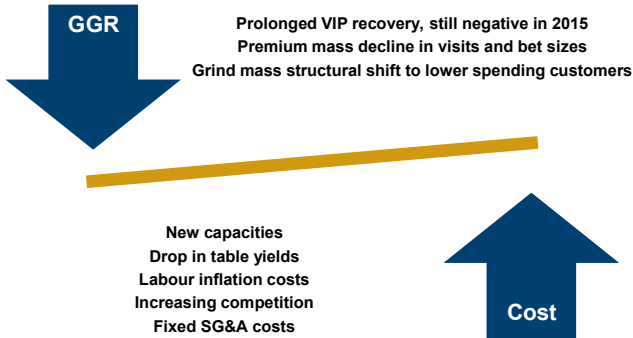 GGR
Prolonged VIP recovery, still negative in 2015
Premium mass decline in visits and bet sizes
Grind mass structural shift to lower spending customers
New capacities
Drop in table yields
Labour inflation costs
Increasing competition
Fixed SG&A costs
Cost